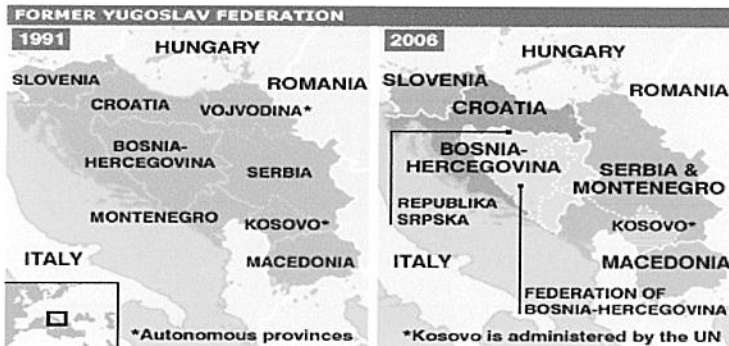 FORMER YUGOSLAV FEDERATION
1991
HUNGARY
SLOVENIA
ROMANIA
CROATIA
VOJVODINA*
BOSNIA-
HERCEGOVINA
SERBIA
MONTENEGRO
KOSOVO*
ITALY
MACEDONIA
*Autonomous provinces
2006
HUNGARY
SLOVENIA
ROMANIA
CROATIA
BOSNIA-
HERCEGOVINA
SERBIA &
MONTENEGRO
REPUBLIKA
SRPSKA
KOSOVO*
ITALY
MACEDONIA
FEDERATION OF
BOSNIA-HERCEGOVINA
*Kosovo is administered by the UN